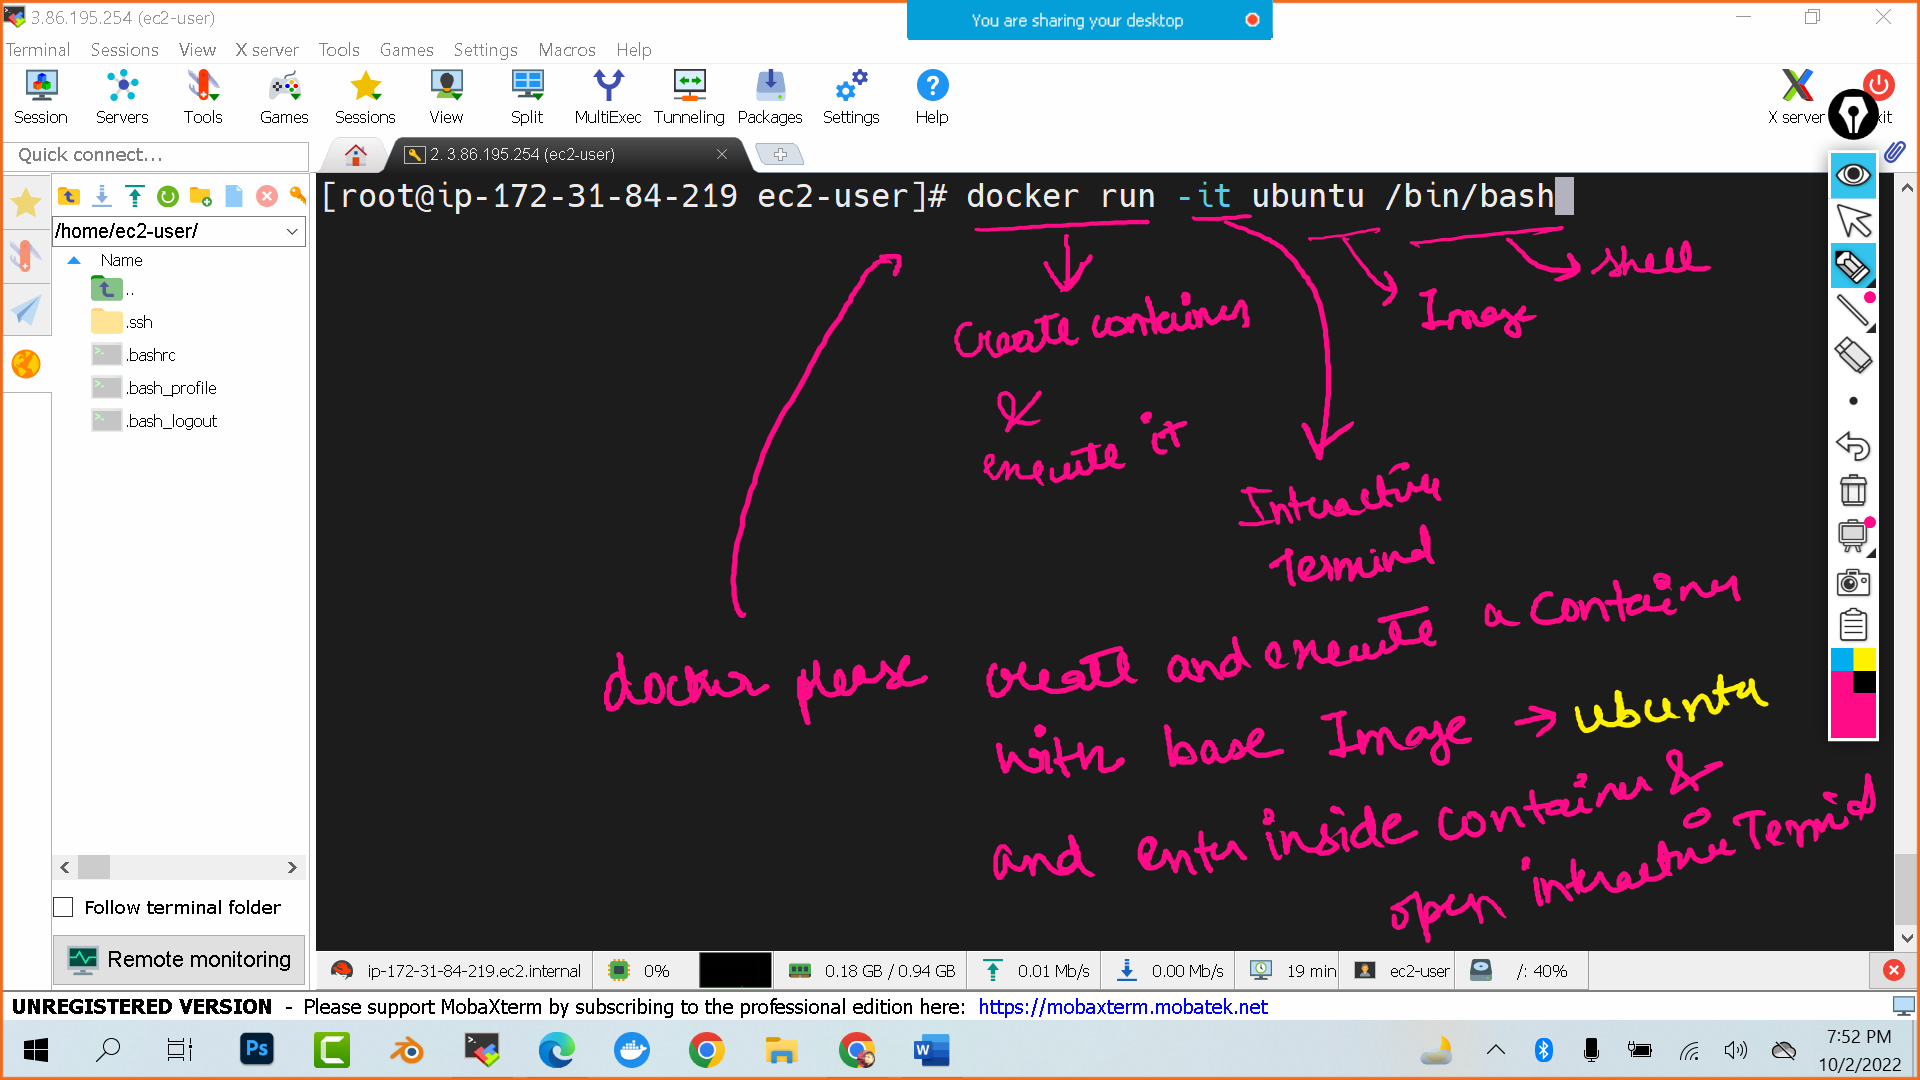 3.86.195.254 (ec2-user)
You are sharing your desktop
Terminal Sessions View X server Tools Games Settings Macros Help
Session Servers Tools Games Sessions View Split MultiExec Tunneling Packages Settings Help X server xit
Quick connect...
2. 3.86.195.254 (ec2-user)
/home/ec2-user/
Name
..
.ssh
.bashrc
.bash_profile
.bash_logout
[root@ip-172-31-84-219 ec2-user]# docker run -it ubuntu /bin/bash
shell
Image
Create container
&
execute it
Interactive
Terminal
docker please create and execute a container
with base Image → ubuntu
and enter inside container &
open interactive Terminal
Follow terminal folder
Remote monitoring
ip-172-31-84-219.ec2.internal 0% 0.18 GB / 0.94 GB 0.01 Mb/s 0.00 Mb/s 19 min ec2-user /: 40%
UNREGISTERED VERSION - Please support MobaXterm by subscribing to the professional edition here: https://mobaxterm.mobatek.net
Ps C W
7:52 PM
10/2/2022